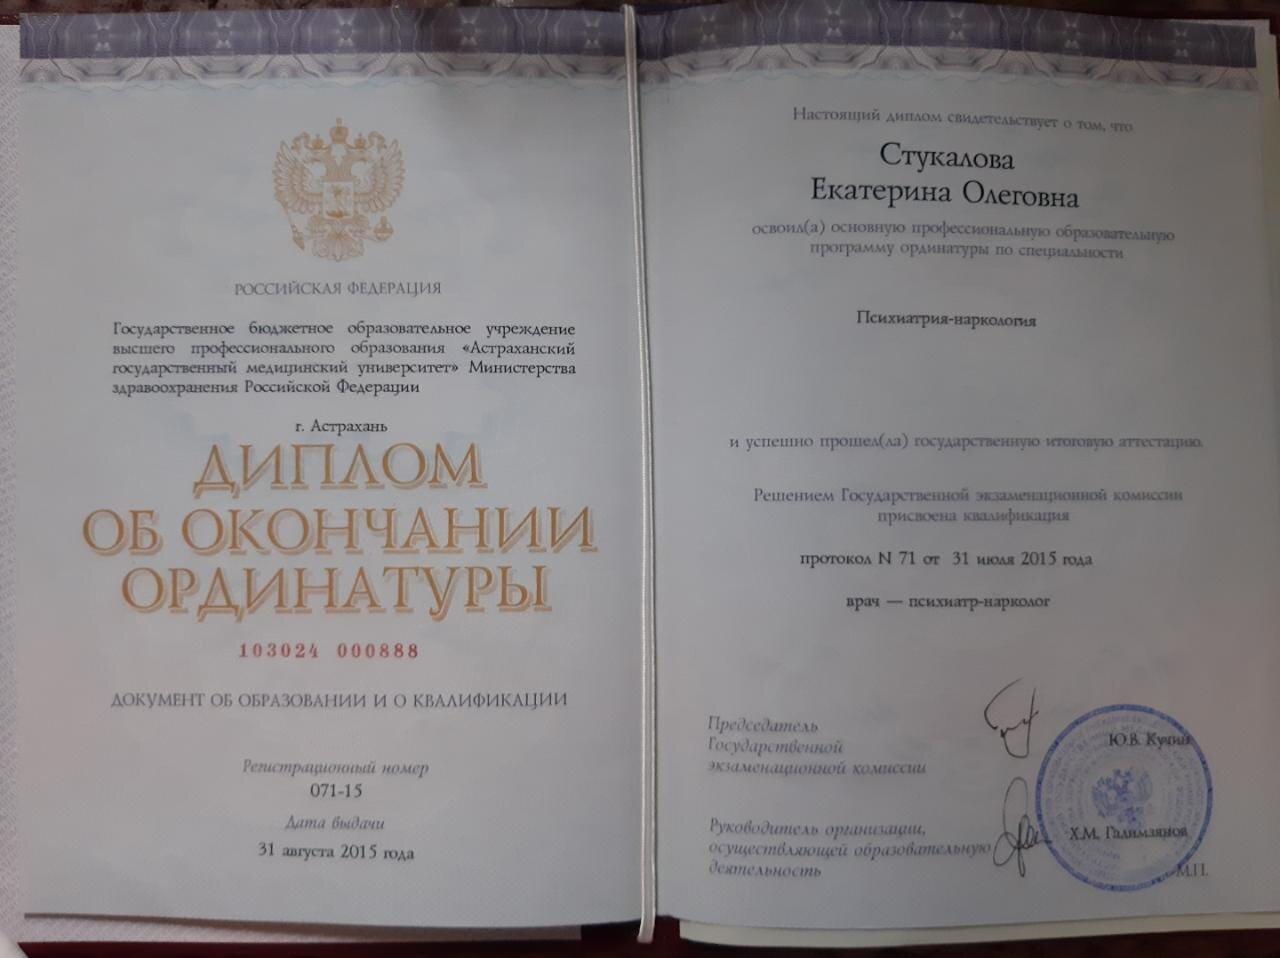 РОССИЙСКАЯ ФЕДЕРАЦИЯ
Государственное бюджетное образовательное учреждение
высшего профессионального образования «Астраханский
государственный медицинский университет» Министерства
здравоохранения Российской Федерации
г. Астрахань
ДИПЛОМ
ОБ ОКОНЧАНИИ
ОРДИНАТУРЫ
103024 000888
ДОКУМЕНТ ОБ ОБРАЗОВАНИИ И О КВАЛИФИКАЦИИ
Регистрационный номер
071-15
Дата выдачи
31 августа 2015 года
Настоящий диплом свидетельствует о том, что
Стукалова
Екатерина Олеговна
освоил(а) основную профессиональную образовательную
программу ординатуры по специальности
Психиатрия-наркология
и успешно прошел(ла) государственную итоговую аттестацию.
Решением Государственной экзаменационной комиссии
присвоена квалификация
протокол N 71 от 31 июля 2015 года
врач — психиатр-нарколог
Председатель
Государственной
экзаменационной комиссии
Ю.В. Кучин
Руководитель организации,
осуществляющей образовательную
деятельность
Х.М. Галимзянов
М.П.